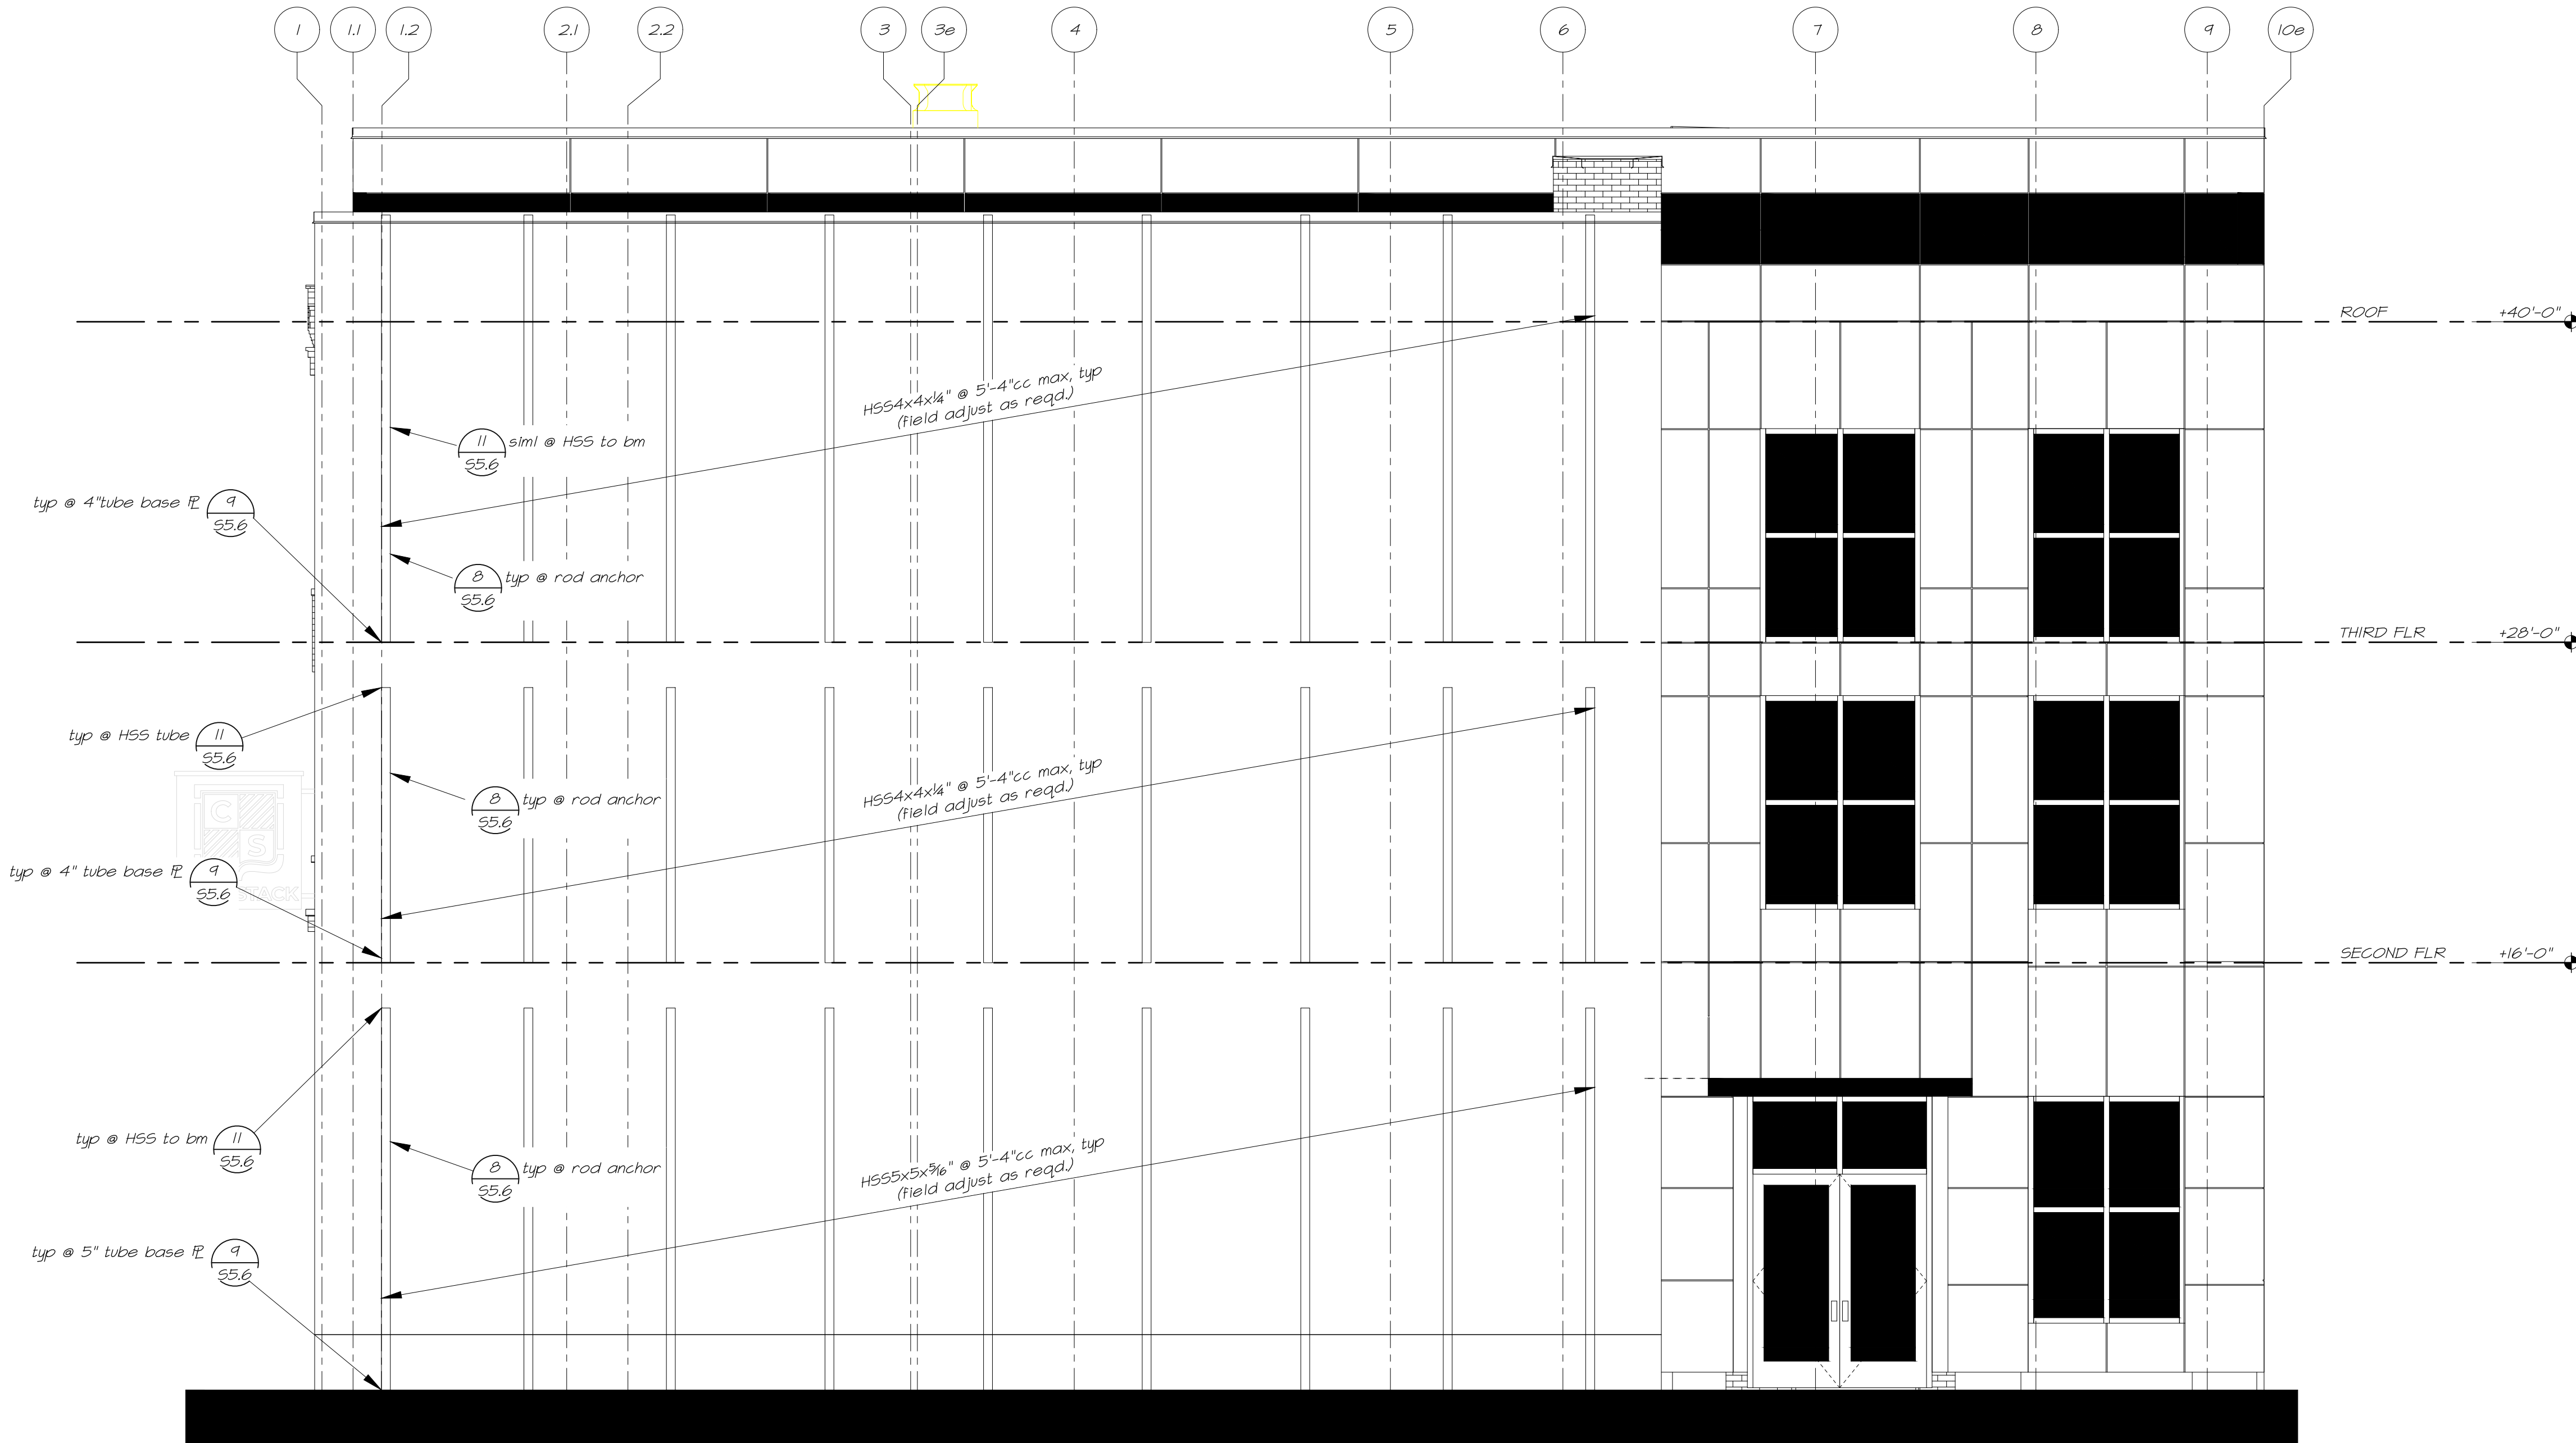 1 1.1 1.2 2.1 2.2 3 3e 4 5 6 7 8 9 10e
ROOF +40'-0"
HSS4x4x¼" @ 5'-4"cc max, typ
(field adjust as reqd.)
11
S5.6
siml @ HSS to bm
typ @ 4"tube base PL
9
S5.6
8
S5.6
typ @ rod anchor
THIRD FLR +28'-0"
typ @ HSS tube
11
S5.6
HSS4x4x¼" @ 5'-4"cc max, typ
(field adjust as reqd.)
8
S5.6
typ @ rod anchor
C
S
STACK
typ @ 4" tube base PL
9
S5.6
SECOND FLR +16'-0"
typ @ HSS to bm
11
S5.6
8
S5.6
typ @ rod anchor
HSS5x5x5/16" @ 5'-4"cc max, typ
(field adjust as reqd.)
typ @ 5" tube base PL
9
S5.6